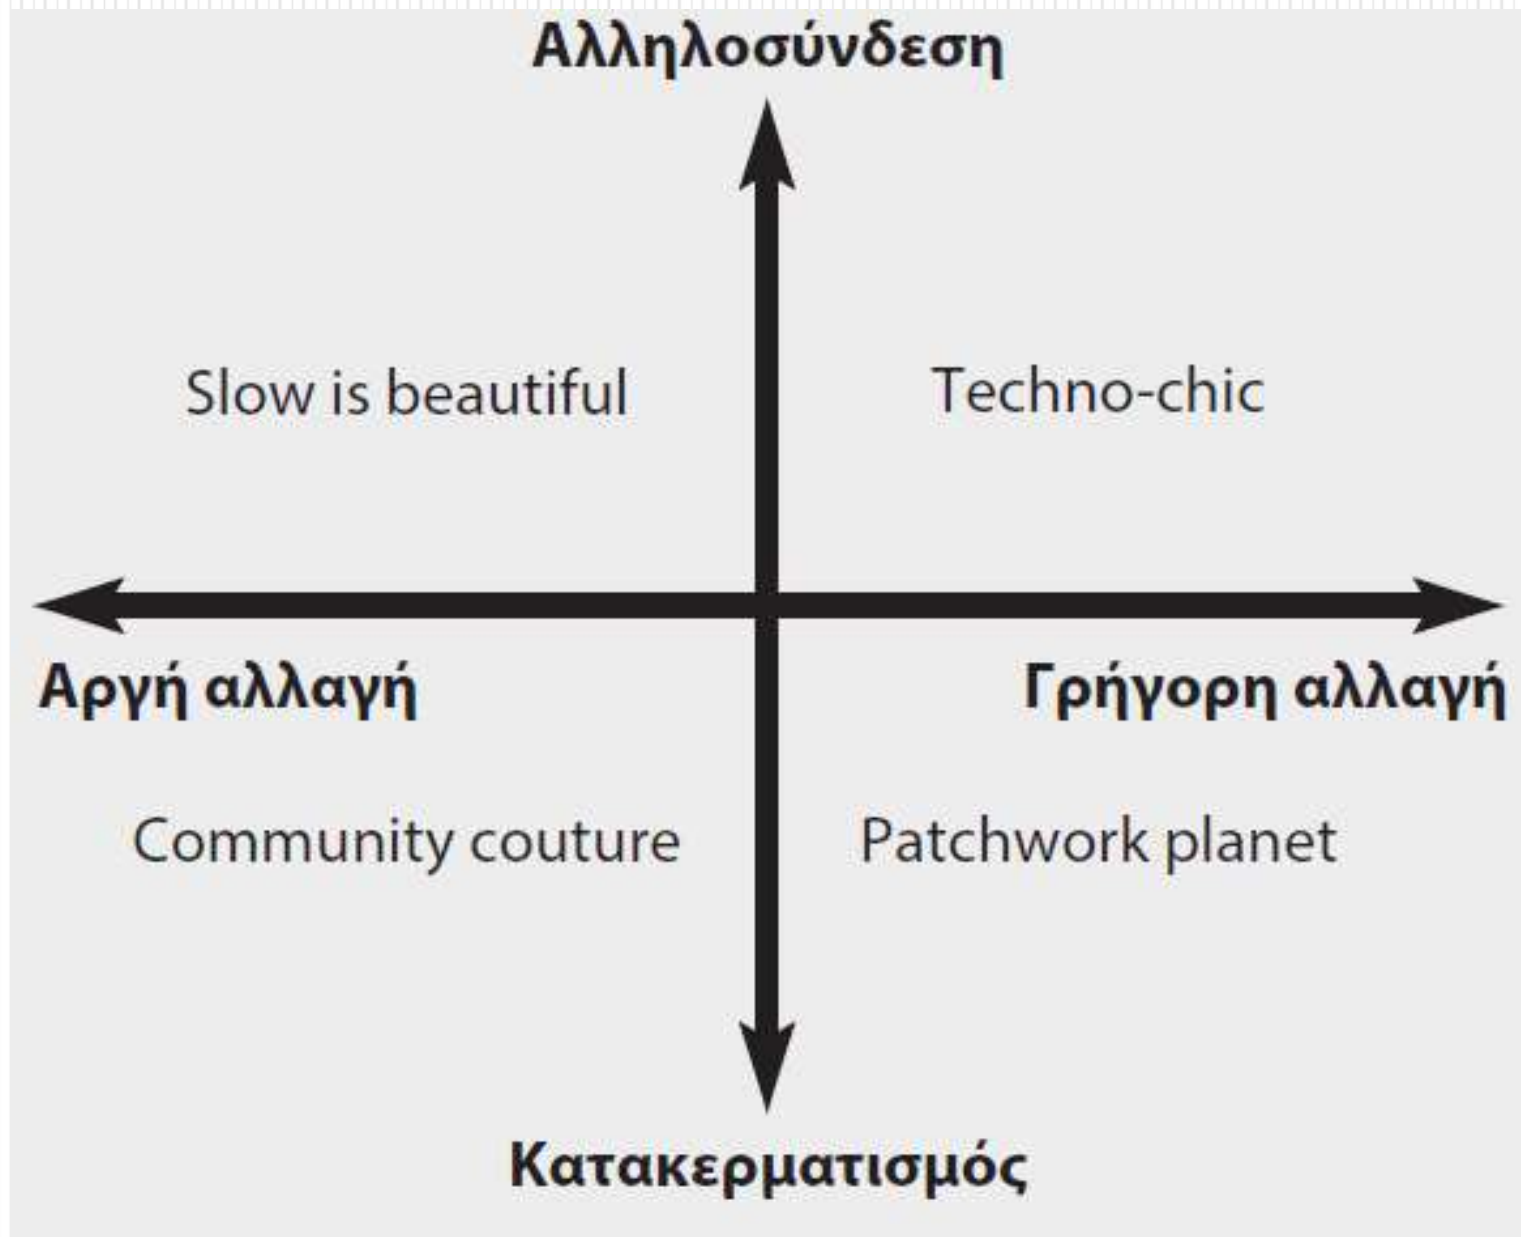 Αλληλοσύνδεση
Slow is beautiful
Techno-chic
Αργή αλλαγή
Γρήγορη αλλαγή
Community couture
Patchwork planet
Κατακερματισμός